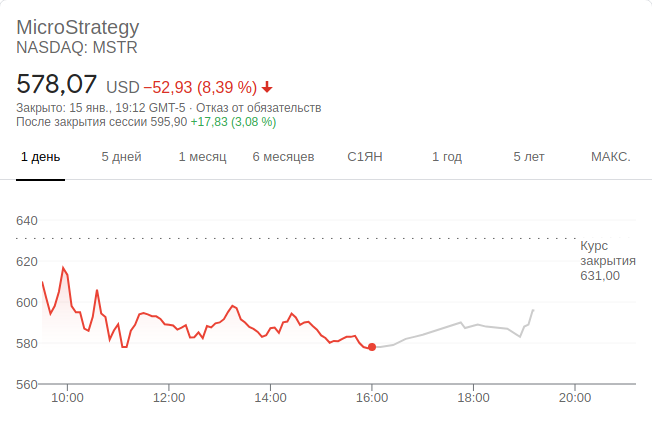 MicroStrategy
NASDAQ: MSTR
578,07 USD −52,93 (8,39 %)
Закрыто: 15 янв., 19:12 GMT-5 · Отказ от обязательств
После закрытия сессии 595,90 +17,83 (3,08 %)
1 день 5 дней 1 месяц 6 месяцев С1ЯН 1 год 5 лет МАКС.
640
Курс
закрытия
631,00
620
600
580
560
10:00 12:00 14:00 16:00 18:00 20:00